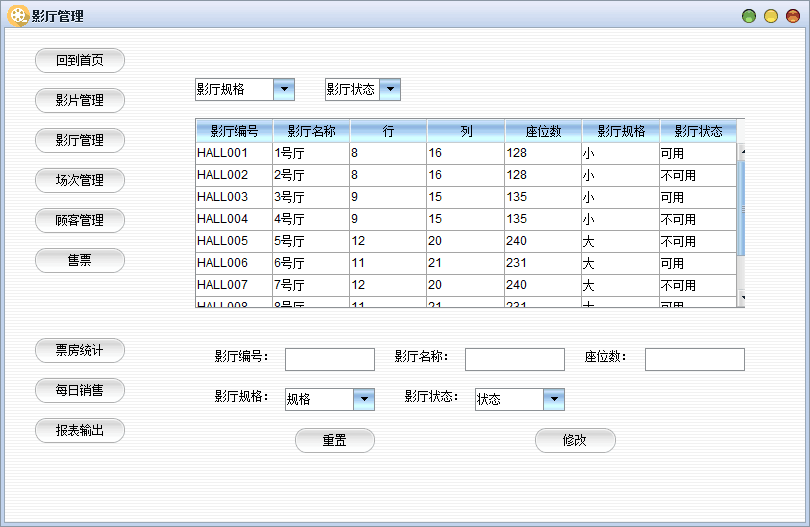 影厅管理
回到首页
影片管理
影厅管理
场次管理
顾客管理
售票
票房统计
每日销售
报表输出
影厅规格 影厅状态
影厅编号 影厅名称 行 列 座位数 影厅规格 影厅状态
HALL001 1号厅 8 16 128 小 可用
HALL002 2号厅 8 16 128 小 不可用
HALL003 3号厅 9 15 135 小 可用
HALL004 4号厅 9 15 135 小 不可用
HALL005 5号厅 12 20 240 大 不可用
HALL006 6号厅 11 21 231 大 可用
HALL007 7号厅 12 20 240 大 不可用
HALL008 8号厅 11 21 231 大 可用
影厅编号： 影厅名称： 座位数：
影厅规格： 规格 影厅状态： 状态
重置 修改